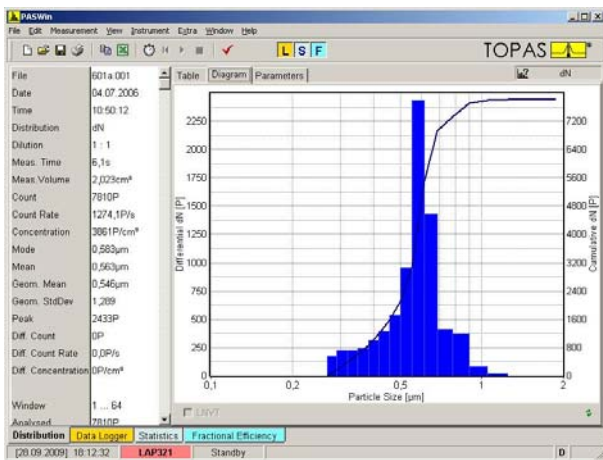 PASWin
File Edit Measurement View Instrument Extra Window Help
L S F
TOPAS
File 601a.001
Date 04.07.2006
Time 10:50:12
Distribution dN
Dilution 1 : 1
Meas. Time 6,1s
Meas.Volume 2,023cm³
Count 7810P
Count Rate 1274,1P/s
Concentration 3861P/cm³
Mode 0,583µm
Mean 0,563µm
Geom. Mean 0,546µm
Geom. StdDev 1,289
Peak 2433P
Diff. Count 0P
Diff. Count Rate 0,0P/s
Diff. Concentration 0P/cm³
Window 1 ... 64
Analysed 7810P
Table Diagram Parameters
dN
Differential dN [P]
2250
2000
1750
1500
1250
1000
750
500
250
0
Cumulative dN [P]
7200
6400
5600
4800
4000
3200
2400
1600
800
0
0,1 0,2 0,5 1 2
Particle Size [µm]
LNVT
Distribution Data Logger Statistics Fractional Efficiency
[28.09.2009] 18:12:32 LAP321 Standby D